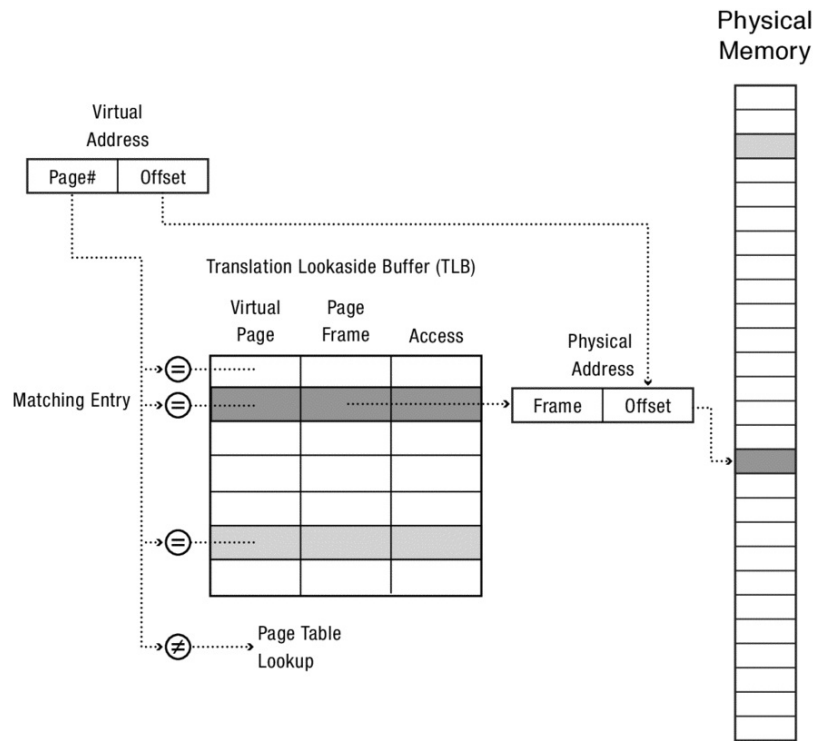 Physical
Memory
Virtual
Address
Page#
Offset
Translation Lookaside Buffer (TLB)
Virtual
Page
Page
Frame
Access
Physical
Address
Matching Entry
=
=
Frame
Offset
=
≠
Page Table
Lookup